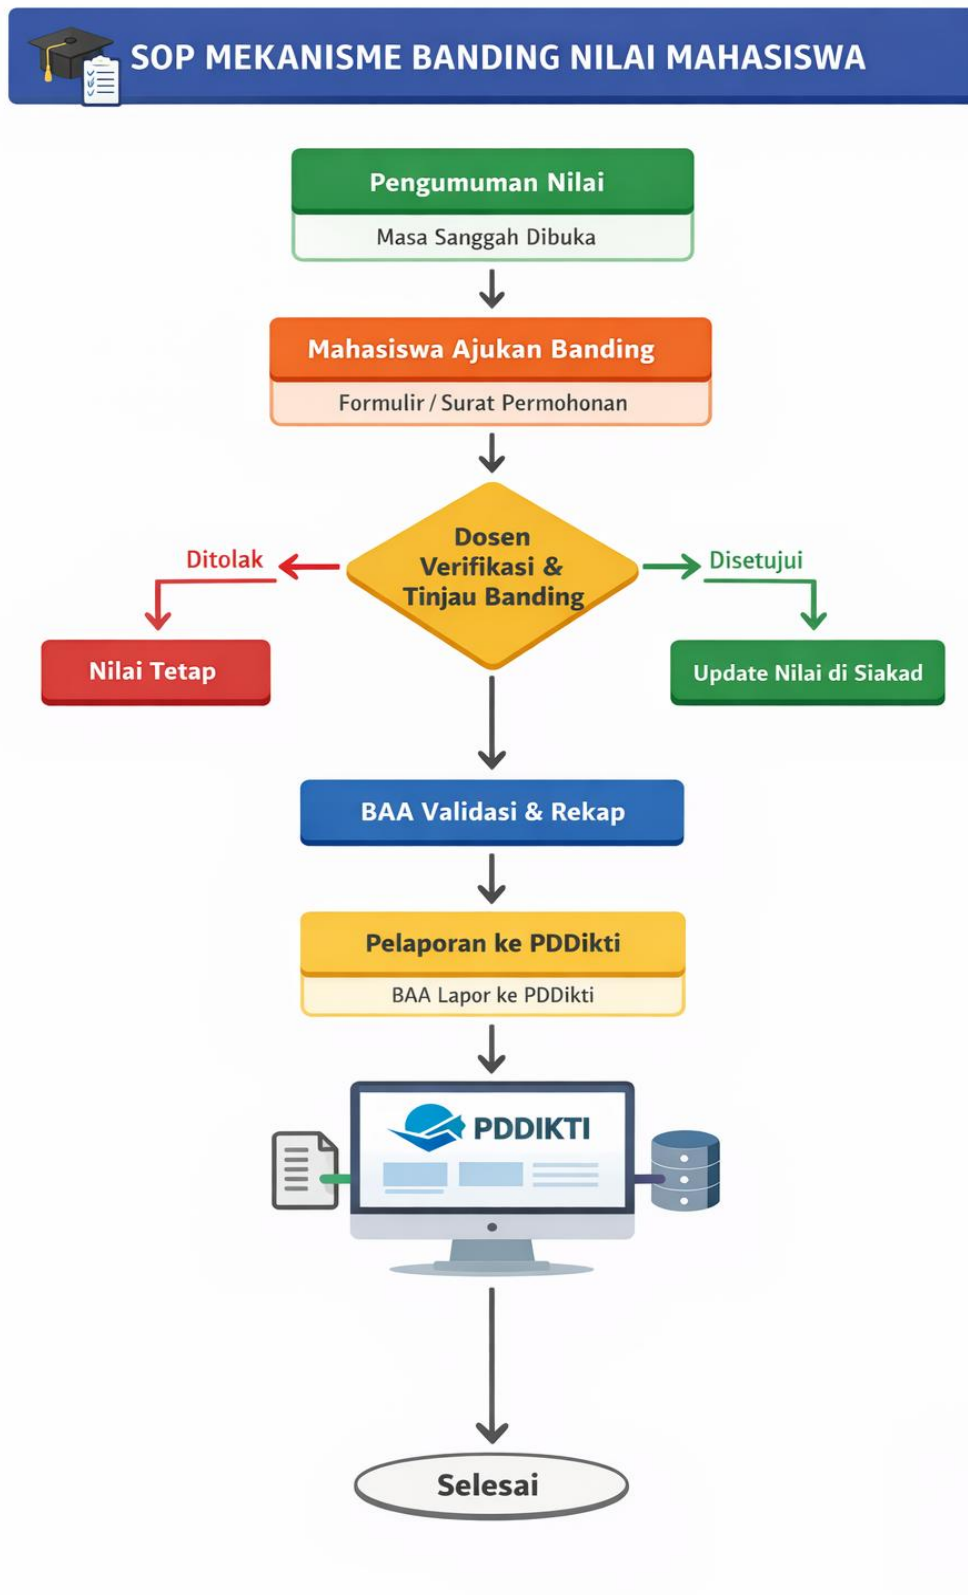 SOP MEKANISME BANDING NILAI MAHASISWA
Pengumuman Nilai
Masa Sanggah Dibuka
Mahasiswa Ajukan Banding
Formulir / Surat Permohonan
Dosen
Verifikasi &
Tinjau Banding
Ditolak
Disetujui
Nilai Tetap
Update Nilai di Siakad
BAA Validasi & Rekap
Pelaporan ke PDDikti
BAA Lapor ke PDDikti
PDDIKTI
Selesai